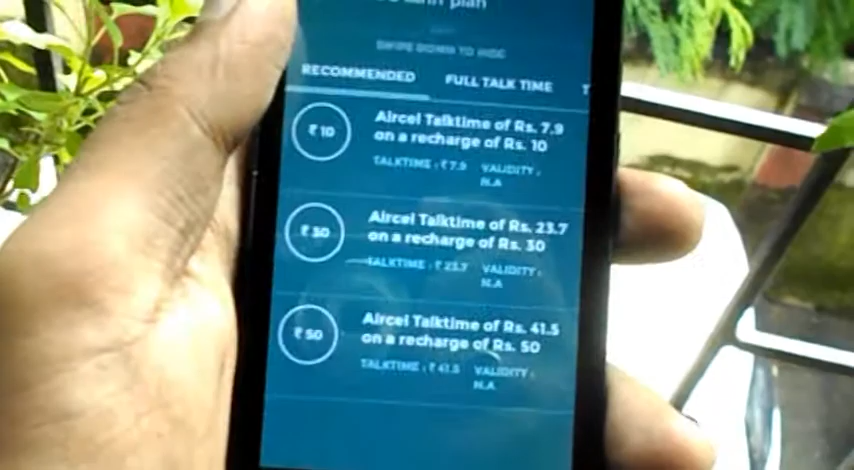 plan
SWIPE DOWN TO HIDE
RECOMMENDED FULL TALK TIME T
₹ 10
Aircel Talktime of Rs. 7.9
on a recharge of Rs. 10
TALKTIME : ₹ 7.9 VALIDITY :
N.A
₹ 30
Aircel Talktime of Rs. 23.7
on a recharge of Rs. 30
TALKTIME : ₹ 23.7 VALIDITY :
N.A
₹ 50
Aircel Talktime of Rs. 41.5
on a recharge of Rs. 50
TALKTIME : ₹ 41.5 VALIDITY :
N.A